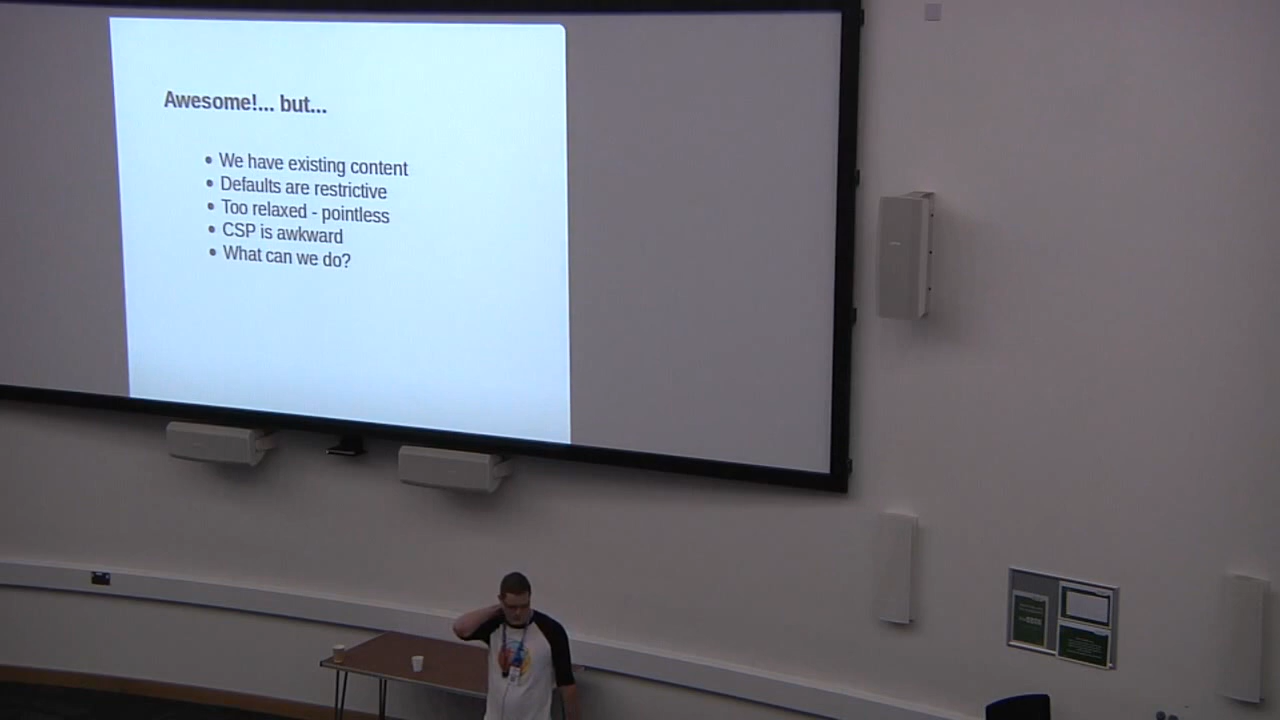 Awesome!... but...
• We have existing content
• Defaults are restrictive
• Too relaxed - pointless
• CSP is awkward
• What can we do?